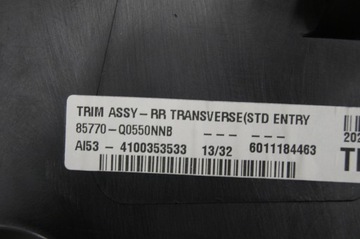 TRIM ASSY-RR TRANSVERSE(STD ENTRY
85770-Q0550NNB --- ---
AI53 - 4100353533 13/32 6011184463